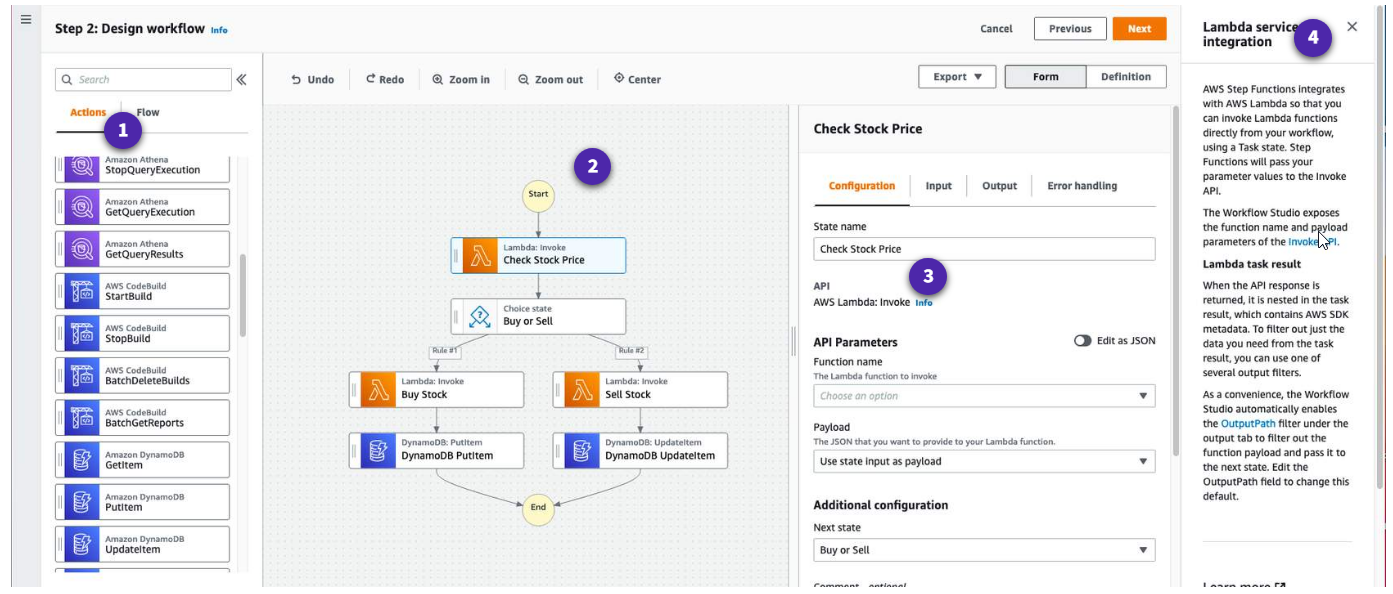 Step 2: Design workflow Info
Cancel
Previous
Next
Search
Actions
Flow
1
Amazon Athena
StopQueryExecution
Amazon Athena
GetQueryExecution
Amazon Athena
GetQueryResults
AWS CodeBuild
StartBuild
AWS CodeBuild
StopBuild
AWS CodeBuild
BatchDeleteBuilds
AWS CodeBuild
BatchGetReports
Amazon DynamoDB
GetItem
Amazon DynamoDB
PutItem
Amazon DynamoDB
UpdateItem
Undo
Redo
Zoom in
Zoom out
Center
Export
Form
Definition
2
Start
Lambda: Invoke
Check Stock Price
Choice state
Buy or Sell
Rule #1
Rule #2
Lambda: Invoke
Buy Stock
Lambda: Invoke
Sell Stock
DynamoDB: PutItem
DynamoDB PutItem
DynamoDB: UpdateItem
DynamoDB UpdateItem
End
Check Stock Price
Configuration
Input
Output
Error handling
State name
Check Stock Price
3
API
AWS Lambda: Invoke Info
API Parameters
Edit as JSON
Function name
The Lambda function to invoke
Choose an option
Payload
The JSON that you want to provide to your Lambda function.
Use state input as payload
Additional configuration
Next state
Buy or Sell
Comment - optional
Lambda service
integration
4
AWS Step Functions integrates
with AWS Lambda so that you
can invoke Lambda functions
directly from your workflow,
using a Task state. Step
Functions will pass your
parameter values to the Invoke
API.
The Workflow Studio exposes
the function name and payload
parameters of the Invoke API.
Lambda task result
When the API response is
returned, it is nested in the task
result, which contains AWS SDK
metadata. To filter out just the
data you need from the task
result, you can use one of
several output filters.
As a convenience, the Workflow
Studio automatically enables
the OutputPath filter under the
output tab to filter out the
function payload and pass it to
the next state. Edit the
OutputPath field to change this
default.
Learn more